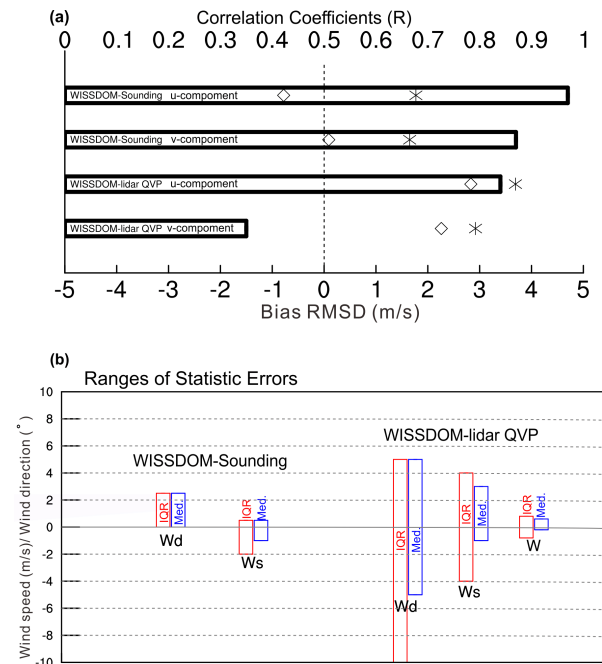 (a)
Correlation Coefficients (R)
0 0.1 0.2 0.3 0.4 0.5 0.6 0.7 0.8 0.9 1
WISSDOM-Sounding u-compoment
WISSDOM-Sounding v-compoment
WISSDOM-lidar QVP u-component
WISSDOM-lidar QVP v-component
-5 -4 -3 -2 -1 0 1 2 3 4 5
Bias RMSD (m/s)
(b)
Ranges of Statistic Errors
Wind speed (m/s)/ Wind direction (°)
10
8
6
4
2
0
-2
-4
-6
-8
-10
WISSDOM-Sounding
IQR
Med.
Wd
IQR
Med.
Ws
WISSDOM-lidar QVP
IQR
Med.
Wd
IQR
Med.
Ws
IQR
Med.
W